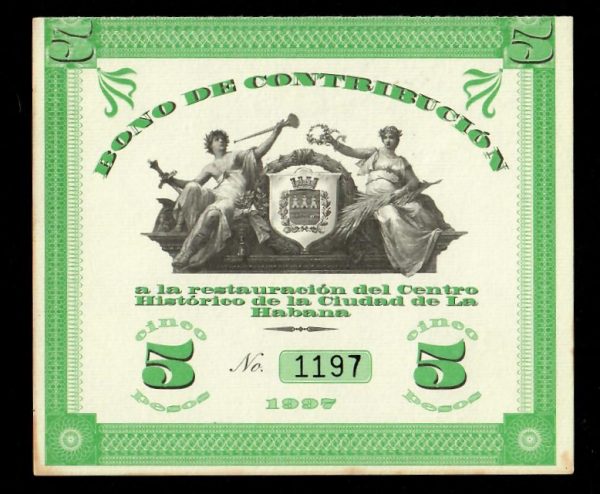 5 5
BONO DE CONTRIBUCIÓN
a la restauración del Centro
Histórico de la Ciudad de La
Habana
cinco cinco
5 No. 1197 5
pesos 1997 pesos